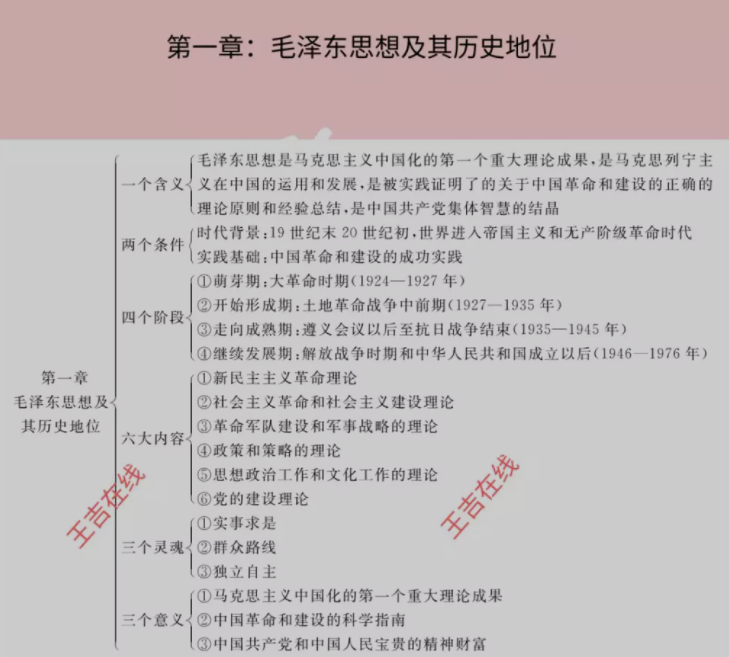 第一章：毛泽东思想及其历史地位
毛泽东思想是马克思主义中国化的第一个重大理论成果，是马克思列宁主
一个含义
义在中国的运用和发展，是被实践证明了的关于中国革命和建设的正确的
理论原则和经验总结，是中国共产党集体智慧的结晶
两个条件
时代背景：19世纪末20世纪初，世界进入帝国主义和无产阶级革命时代
实践基础：中国革命和建设的成功实践
四个阶段
①萌芽期：大革命时期（1924—1927年）
②开始形成期：土地革命战争中前期（1927—1935年）
③走向成熟期：遵义会议以后至抗日战争结束（1935—1945年）
④继续发展期：解放战争时期和中华人民共和国成立以后（1946—1976年）
第一章
毛泽东思想及
其历史地位
六大内容
①新民主主义革命理论
②社会主义革命和社会主义建设理论
③革命军队建设和军事战略的理论
④政策和策略的理论
⑤思想政治工作和文化工作的理论
⑥党的建设理论
三个灵魂
①实事求是
②群众路线
③独立自主
三个意义
①马克思主义中国化的第一个重大理论成果
②中国革命和建设的科学指南
③中国共产党和中国人民宝贵的精神财富
王吉在线
王吉在线